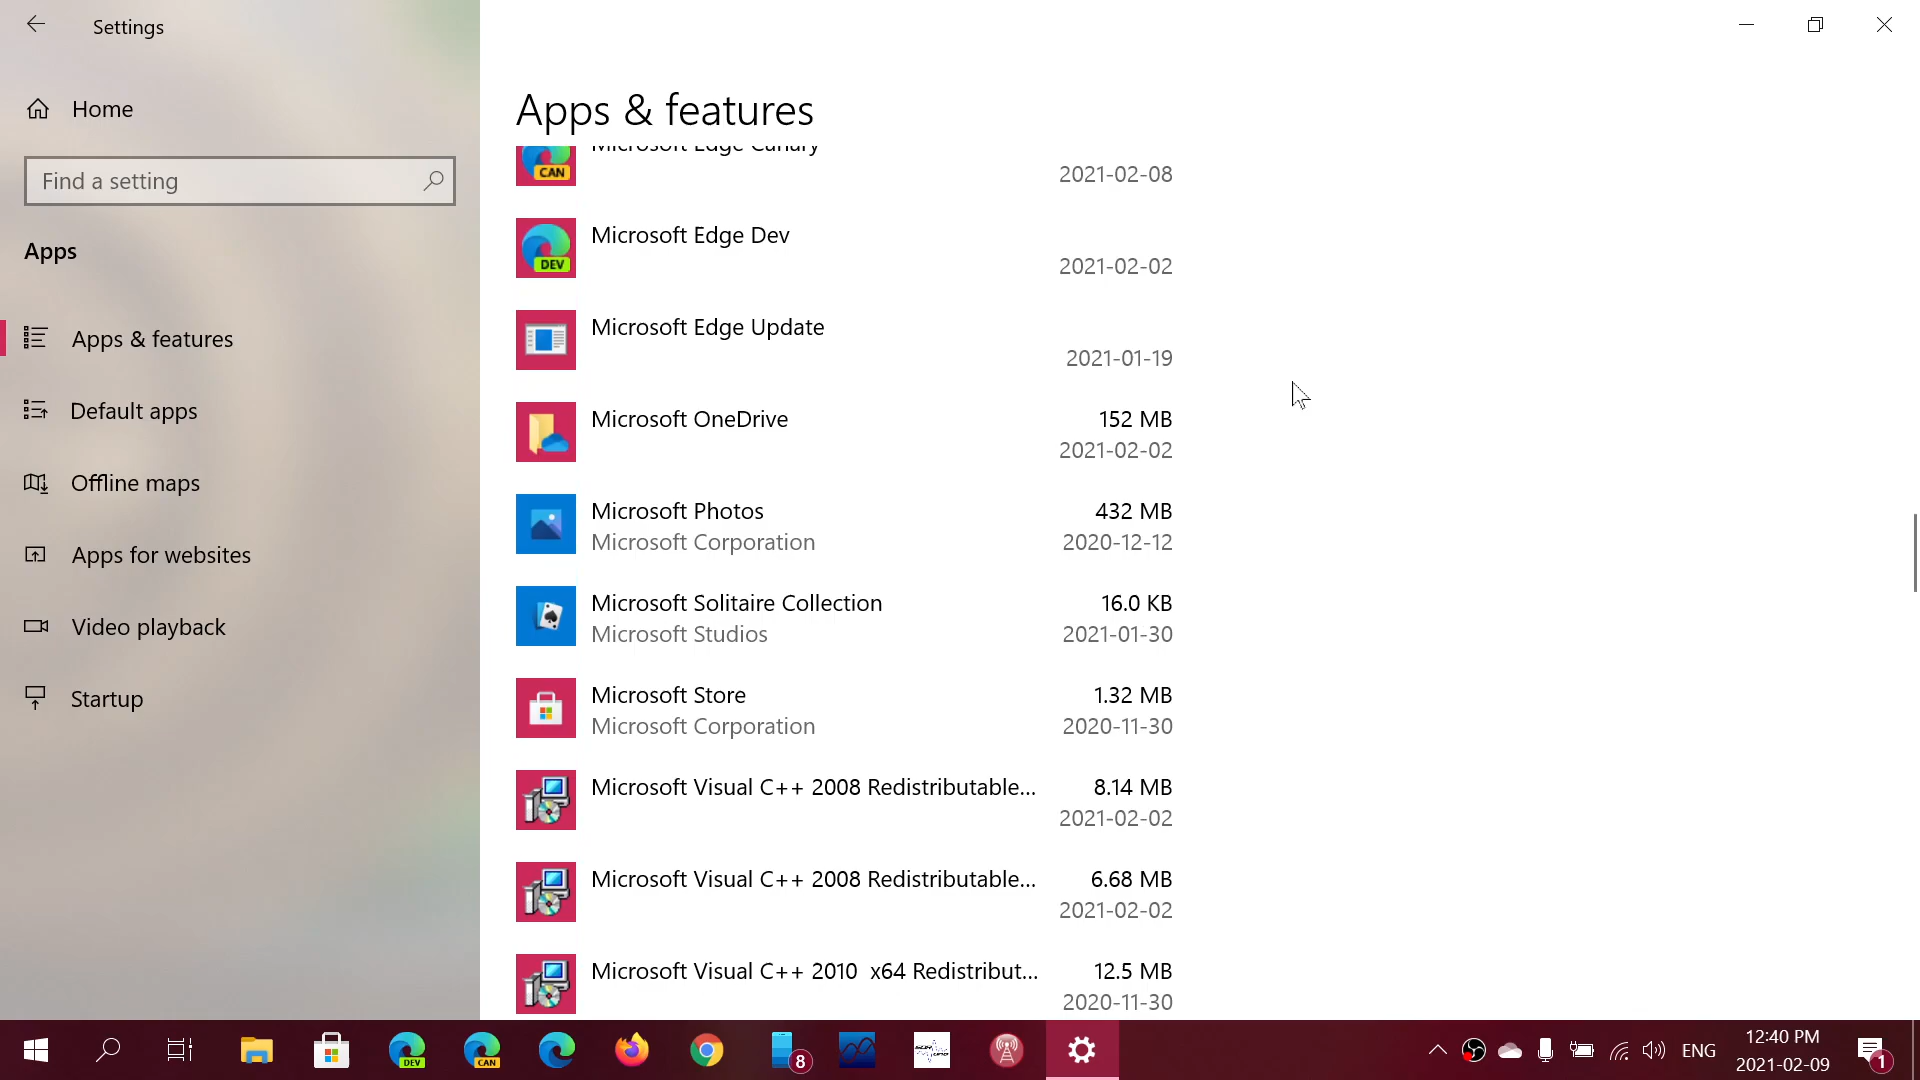 Settings
Home
Find a setting
Apps
Apps & features
Default apps
Offline maps
Apps for websites
Video playback
Startup
Apps & features
Microsoft Edge Canary
2021-02-08
CAN
Microsoft Edge Dev
2021-02-02
DEV
Microsoft Edge Update
2021-01-19
Microsoft OneDrive 152 MB
2021-02-02
Microsoft Photos 432 MB
Microsoft Corporation 2020-12-12
Microsoft Solitaire Collection 16.0 KB
Microsoft Studios 2021-01-30
Microsoft Store 1.32 MB
Microsoft Corporation 2020-11-30
Microsoft Visual C++ 2008 Redistributable... 8.14 MB
2021-02-02
Microsoft Visual C++ 2008 Redistributable... 6.68 MB
2021-02-02
Microsoft Visual C++ 2010 x64 Redistribut... 12.5 MB
2020-11-30
DEV
CAN
8
ENG
12:40 PM
2021-02-09
1